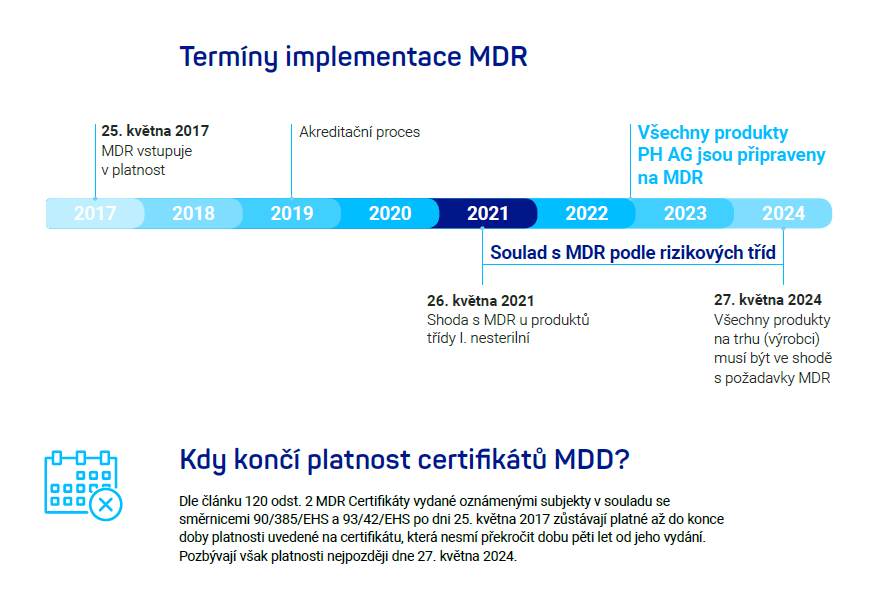 Termíny implementace MDR
25. května 2017
MDR vstupuje
v platnost
Akreditační proces
Všechny produkty
PH AG jsou připraveny
na MDR
2017 2018 2019 2020 2021 2022 2023 2024
Soulad s MDR podle rizikových tříd
26. května 2021
Shoda s MDR u produktů
třídy I. nesterilní
27. května 2024
Všechny produkty
na trhu (výrobci)
musí být ve shodě
s požadavky MDR
Kdy končí platnost certifikátů MDD?
Dle článku 120 odst. 2 MDR Certifikáty vydané oznámenými subjekty v souladu se
směrnicemi 90/385/EHS a 93/42/EHS po dni 25. května 2017 zůstávají platné až do konce
doby platnosti uvedené na certifikátu, která nesmí překročit dobu pěti let od jeho vydání.
Pozbývají však platnosti nejpozději dne 27. května 2024.